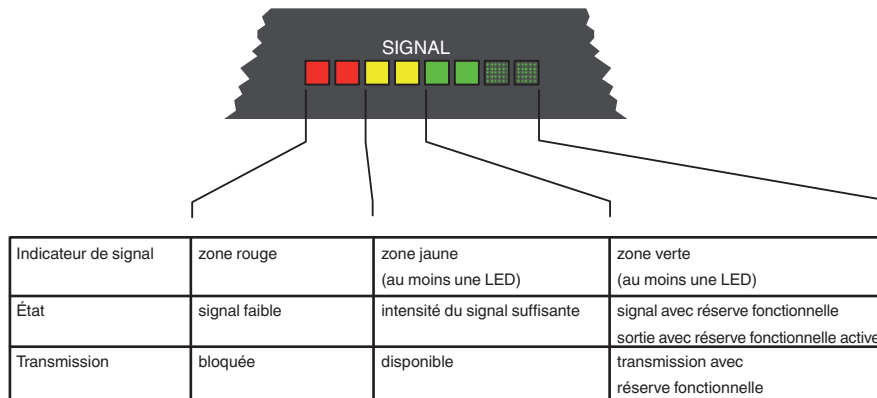 SIGNAL
Indicateur de signal
zone rouge
zone jaune
(au moins une LED)
zone verte
(au moins une LED)
État
signal faible
intensité du signal suffisante
signal avec réserve fonctionnelle
sortie avec réserve fonctionnelle active
Transmission
bloquée
disponible
transmission avec
réserve fonctionnelle